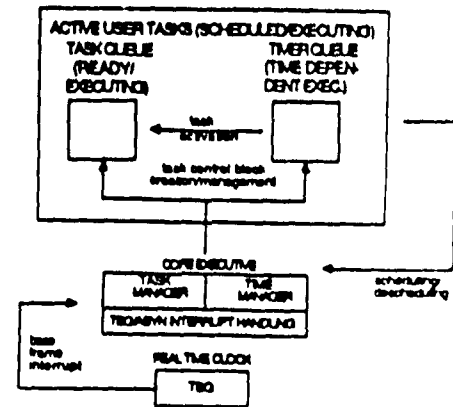 ACTIVE USER TASKS (SCHEDULED/EXECUTING)
TASK QUEUE
(READY/
EXECUTING)
TIMER QUEUE
(TIME DEPEN-
DENT EXEC.)
task
activation
task control block
creation/management
CORE EXECUTIVE
TASK
MANAGER
TIME
MANAGER
TBG/ASYN INTERRUPT HANDLING
scheduling/
descheduling
base
frame
interrupt
REAL TIME CLOCK
TBG